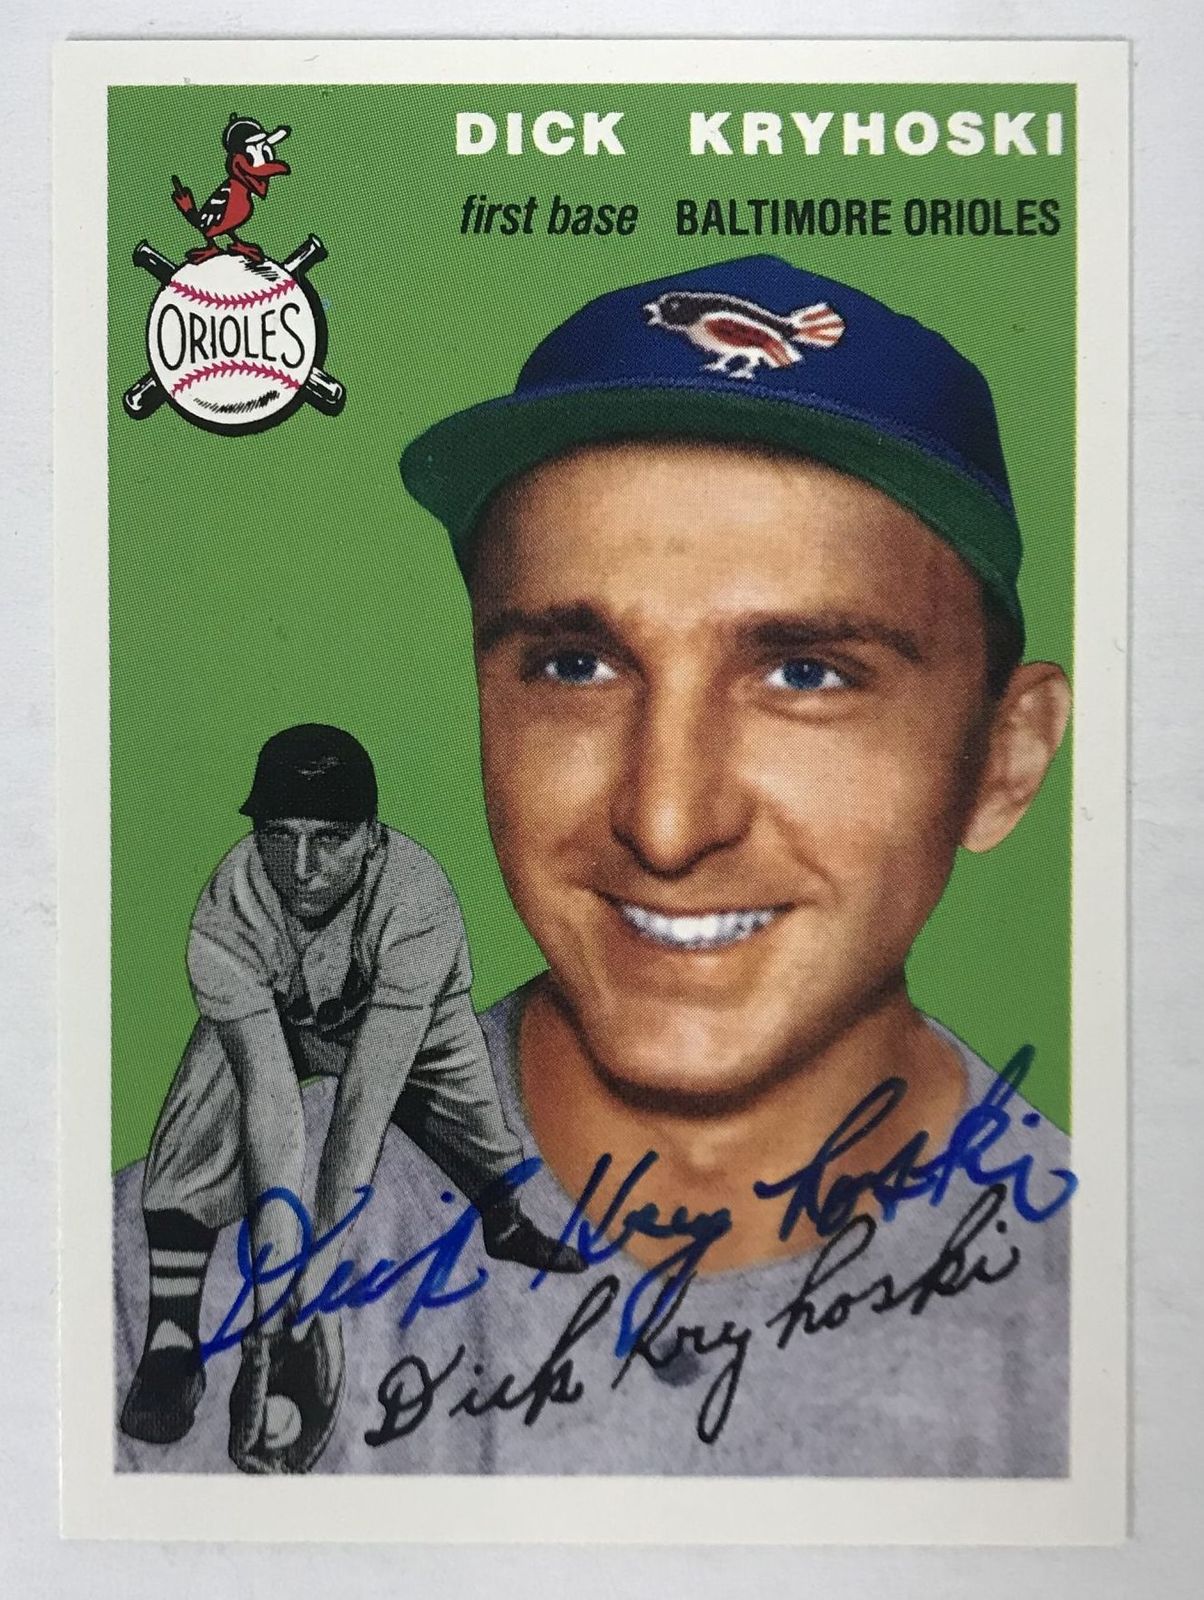 DICK KRYHOSKI
first base BALTIMORE ORIOLES
ORIOLES
Dick Kryhoski
Dick Kryhoski